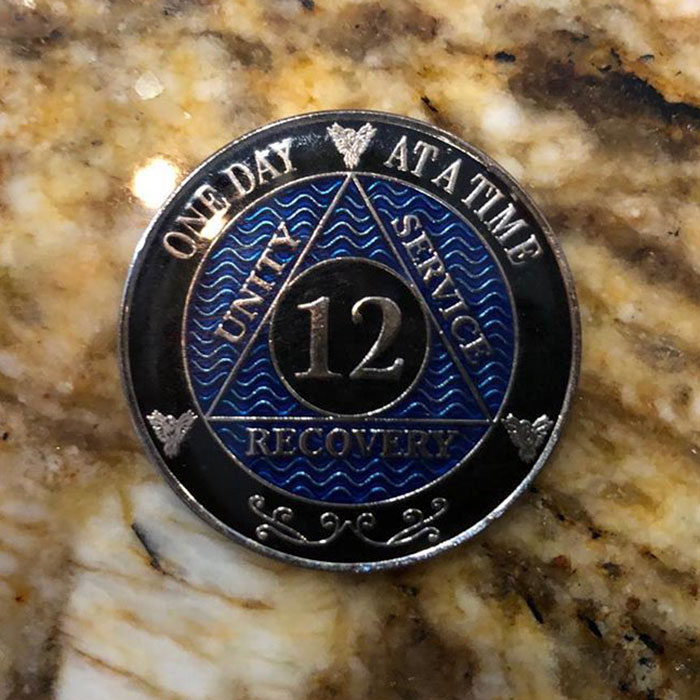 ONE DAY AT A TIME
UNITY
SERVICE
12
RECOVERY